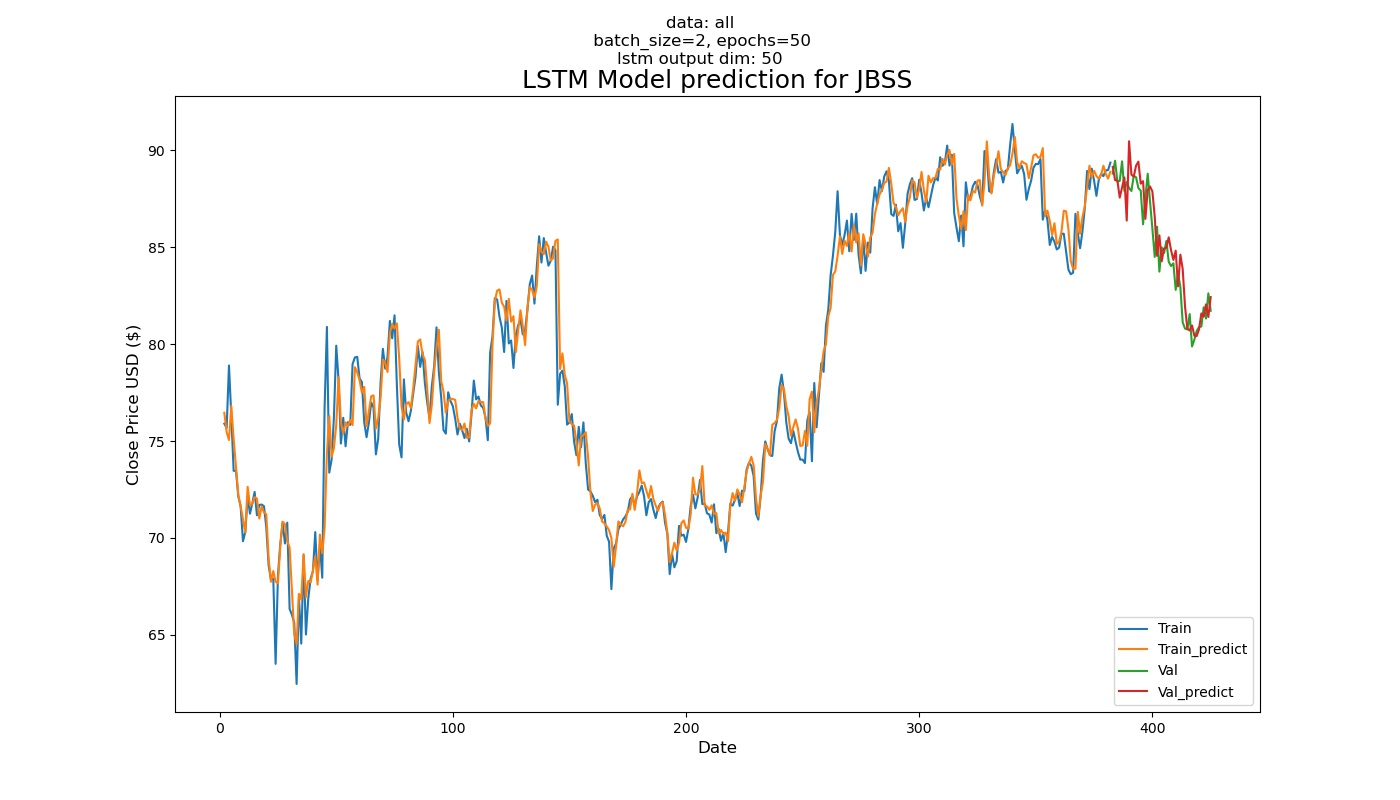 data: all
batch_size=2, epochs=50
lstm output dim: 50
LSTM Model prediction for JBSS
Close Price USD ($)
90
85
80
75
70
65
0 100 200 300 400
Date
Train
Train_predict
Val
Val_predict